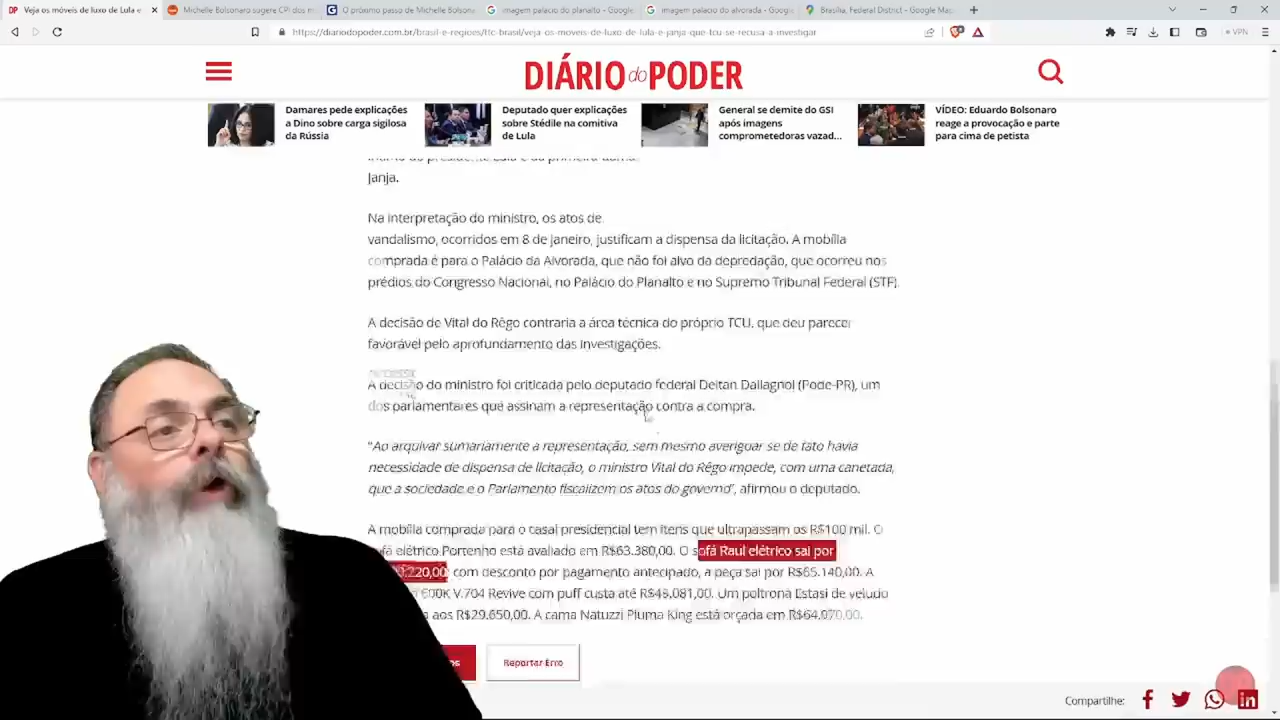 Veja os móveis de luxo de Lula e
Michelle Bolsonaro sugere CPI dos m
O próximo passo de Michelle Bolsona
imagem palacio do planalto - Google
imagem palacio do alvorada - Google
Brasília, Federal District - Google Mac
https://diariodopoder.com.br/brasil-e-regioes/ttc-brasil/veja-os-moveis-de-luxo-de-lula-e-janja-que-tcu-se-recusa-a-investigar
VPN
DIÁRIO do PODER
Damares pede explicações
a Dino sobre carga sigilosa
da Rússia
Deputado quer explicações
sobre Stédile na comitiva
de Lula
General se demite do GSI
após imagens
comprometedoras vazad...
VÍDEO: Eduardo Bolsonaro
reage a provocação e parte
para cima de petista
Janja.
Na interpretação do ministro, os atos de
vandalismo, ocorridos em 8 de janeiro, justificam a dispensa da licitação. A mobília
comprada é para o Palácio da Alvorada, que não foi alvo da depredação, que ocorreu nos
prédios do Congresso Nacional, no Palácio do Planalto e no Supremo Tribunal Federal (STF).
A decisão de Vital do Rêgo contraria a área técnica do próprio TCU, que deu parecer
favorável pelo aprofundamento das investigações.
A decisão do ministro foi criticada pelo deputado federal Deltan Dallagnol (Pode-PR), um
dos parlamentares que assinam a representação contra a compra.
“Ao arquivar sumariamente a representação, sem mesmo averiguar se de fato havia
necessidade de dispensa de licitação, o ministro Vital do Rêgo impede, com uma canetada,
que a sociedade e o Parlamento fiscalizem os atos do governo”, afirmou o deputado.
A mobília comprada para o casal presidencial tem itens que ultrapassam os R$100 mil. O
fá elétrico Portenho está avaliado em R$63.380,00. O sofá Raul elétrico sai por
220,00 com desconto por pagamento antecipado, a peça sai por R$65.140,00. A
600K V.704 Revive com puff custa até R$43.081,00. Um poltrona Estasi de veludo
aos R$29.650,00. A cama Natuzzi Piuma King está orçada em R$64.070,00.
os
Reportar Erro
Compartilhe: